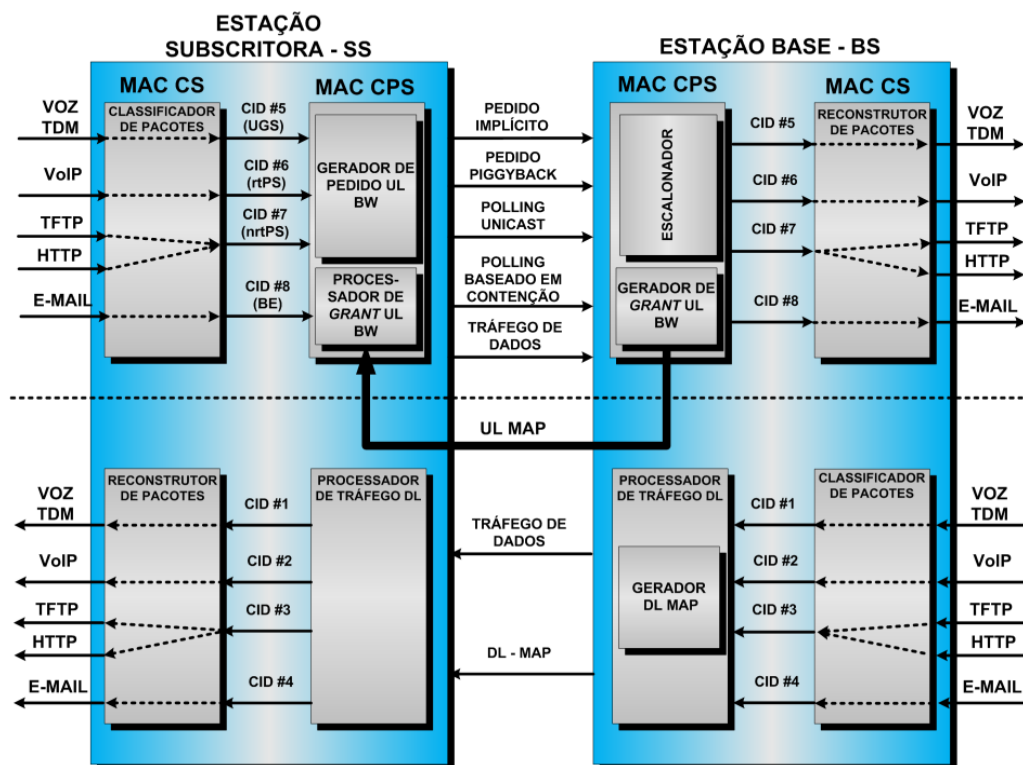 ESTAÇÃO
SUBSCRITORA - SS
ESTAÇÃO BASE - BS
MAC CS
MAC CPS
MAC CPS
MAC CS
VOZ
TDM
VoIP
TFTP
HTTP
E-MAIL
CLASSIFICADOR
DE PACOTES
CID #5
(UGS)
CID #6
(rtPS)
CID #7
(nrtPS)
CID #8
(BE)
GERADOR DE
PEDIDO UL
BW
PROCES-
SADOR DE
GRANT UL
BW
PEDIDO
IMPLÍCITO
PEDIDO
PIGGYBACK
POLLING
UNICAST
POLLING
BASEADO EM
CONTENÇÃO
TRÁFEGO DE
DADOS
ESCALONADOR
GERADOR DE
GRANT UL
BW
CID #5
CID #6
CID #7
CID #8
RECONSTRUTOR
DE PACOTES
VOZ
TDM
VoIP
TFTP
HTTP
E-MAIL
UL MAP
VOZ
TDM
VoIP
TFTP
HTTP
E-MAIL
RECONSTRUTOR
DE PACOTES
CID #1
CID #2
CID #3
CID #4
PROCESSADOR
DE TRÁFEGO DL
TRÁFEGO DE
DADOS
DL - MAP
PROCESSADOR
DE TRÁFEGO DL
GERADOR
DL MAP
CID #1
CID #2
CID #3
CID #4
CLASSIFICADOR
DE PACOTES
VOZ
TDM
VoIP
TFTP
HTTP
E-MAIL